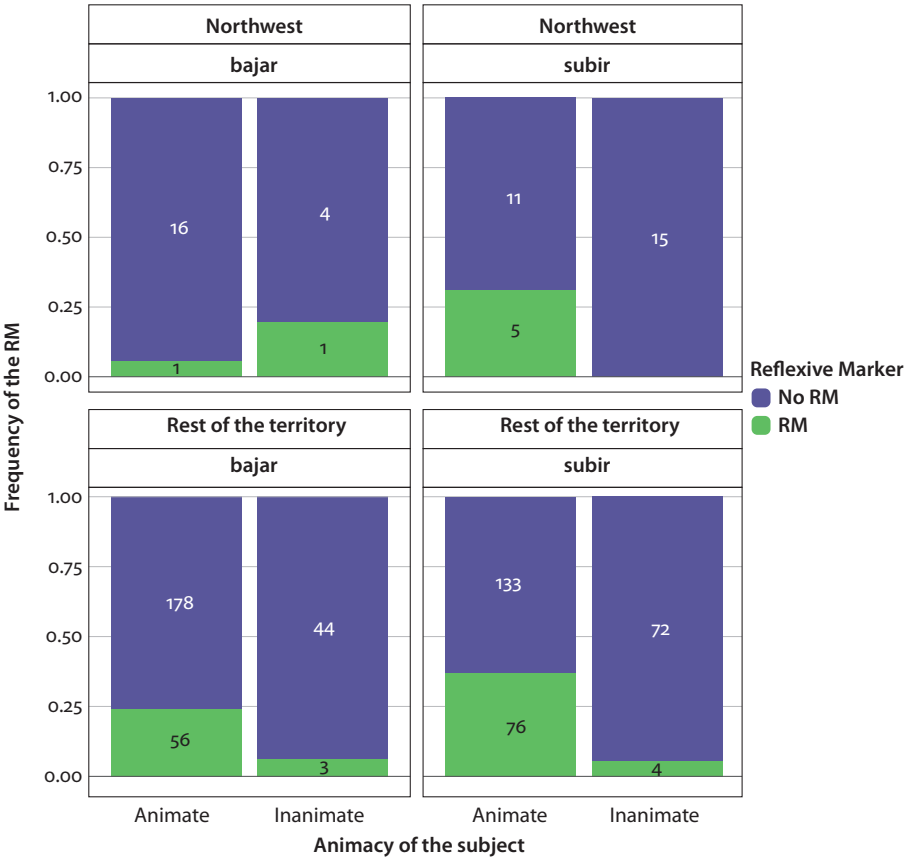 Northwest
Northwest
bajar
subir
1.00
0.75
0.50
0.25
0.00
16
4
11
15
1
1
5
Frequency of the RM
Reflexive Marker
No RM
RM
Rest of the territory
Rest of the territory
bajar
subir
1.00
0.75
0.50
0.25
0.00
178
44
133
72
56
3
76
4
Animate
Inanimate
Animate
Inanimate
Animacy of the subject